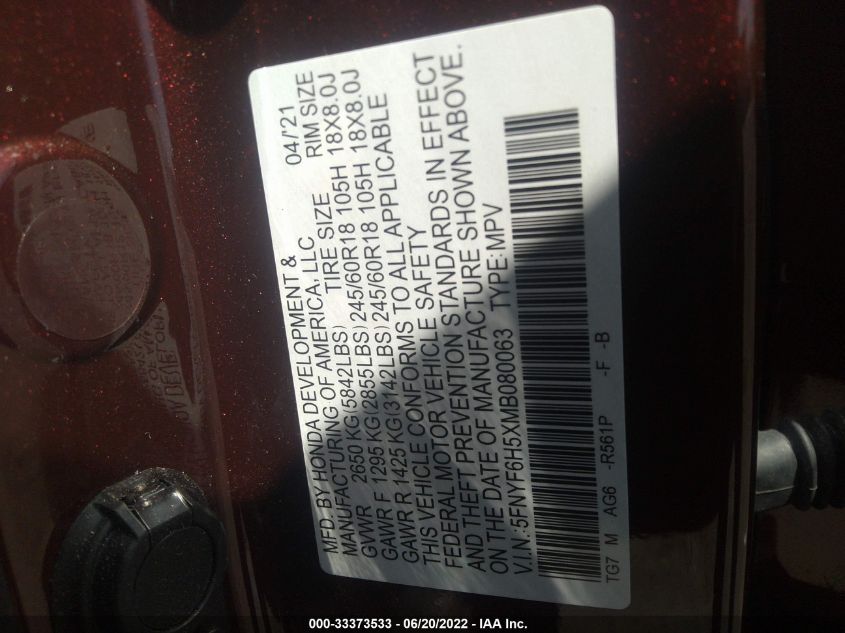 MFD. BY HONDA DEVELOPMENT & 04/'21
MANUFACTURING OF AMERICA, LLC
TIRE SIZE RIM SIZE
GVWR 2650 KG (5842LBS) 245/60R18 105H 18X8.0J
GAWR F 1295 KG (2855LBS) 245/60R18 105H 18X8.0J
GAWR R 1425 KG (3142LBS)
THIS VEHICLE CONFORMS TO ALL APPLICABLE
FEDERAL MOTOR VEHICLE SAFETY
AND THEFT PREVENTION STANDARDS IN EFFECT
ON THE DATE OF MANUFACTURE SHOWN ABOVE.
V.I.N.:5FNYF6H5XMB080063 TYPE:MPV
TG7 M AG6 -R561P -F -B
000-33373533 - 06/20/2022 - IAA Inc.